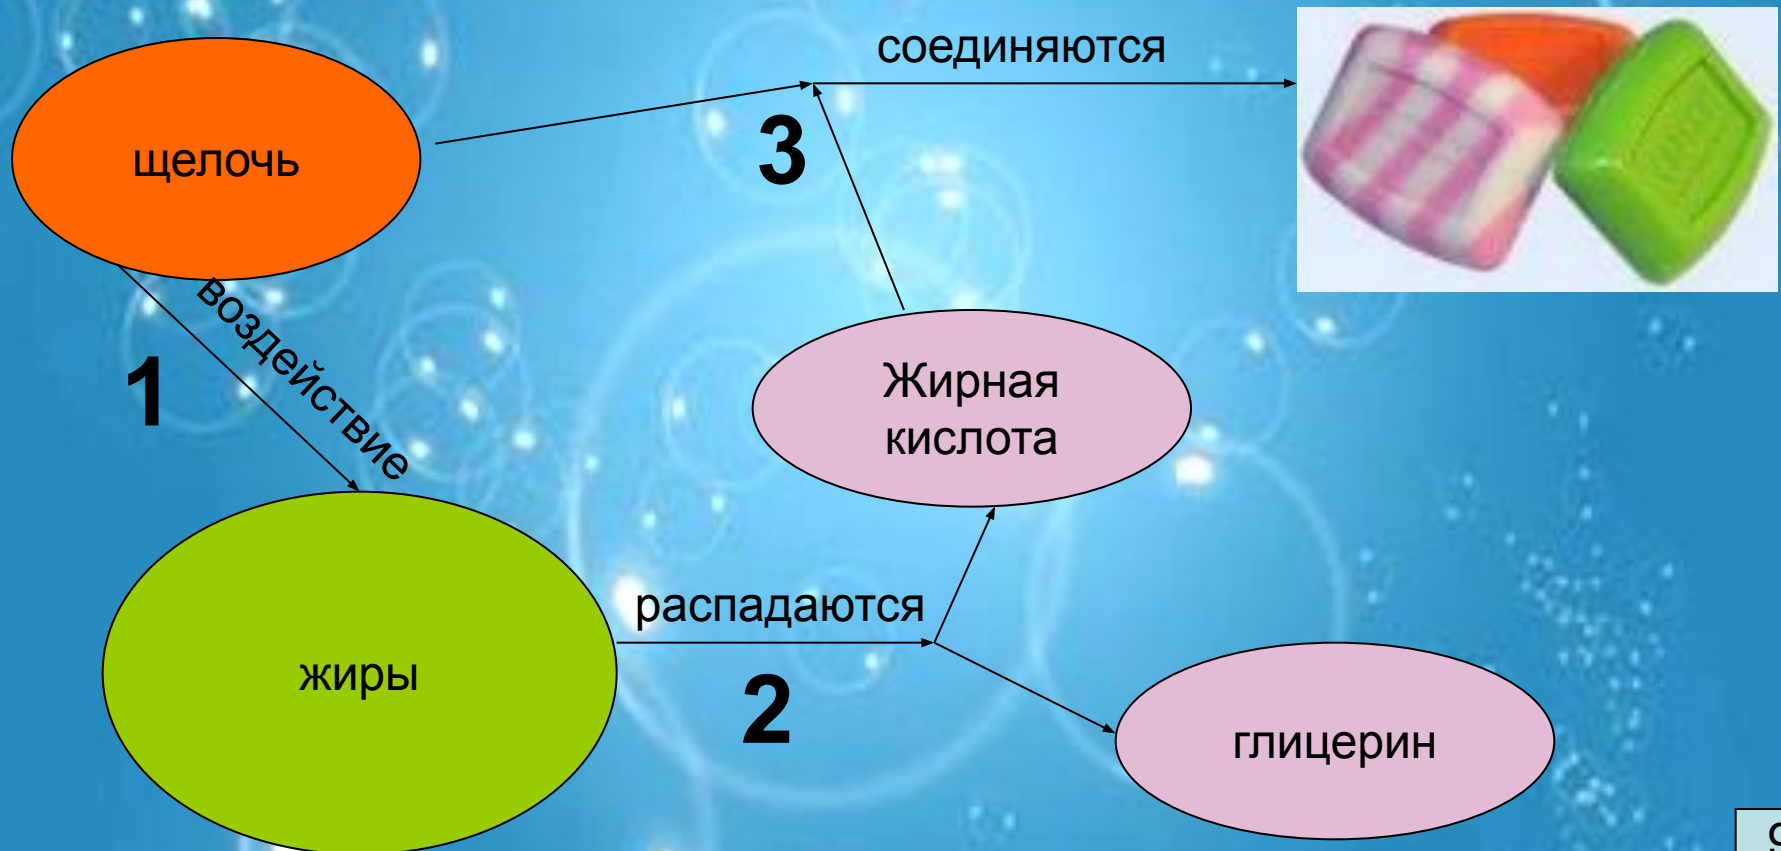 соединяются
щелочь
3
воздействие
1
Жирная
кислота
распадаются
жиры
2
глицерин